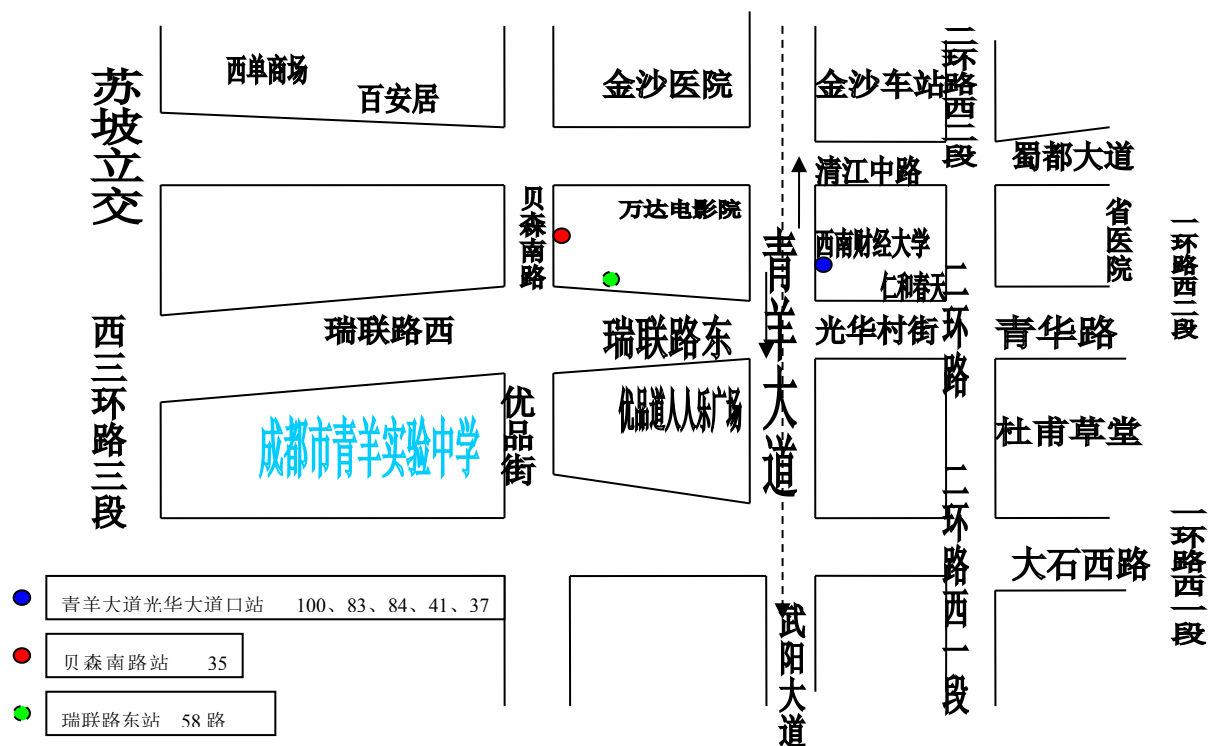 苏坡立交
西单商场
百安居
金沙医院
金沙车站
二环路西三段
蜀都大道
清江中路
贝森南路
万达电影院
青羊大道
西南财经大学
仁和春天
省医院
一环路西二段
西三环路三段
瑞联路西
瑞联路东
光华村街
二环路
青华路
成都市青羊实验中学
优品街
优品道人人乐广场
杜甫草堂
二环路西一段
大石西路
一环路西一段
武阳大道
青羊大道光华大道口站 100、83、84、41、37
贝森南路站 35
瑞联路东站 58 路